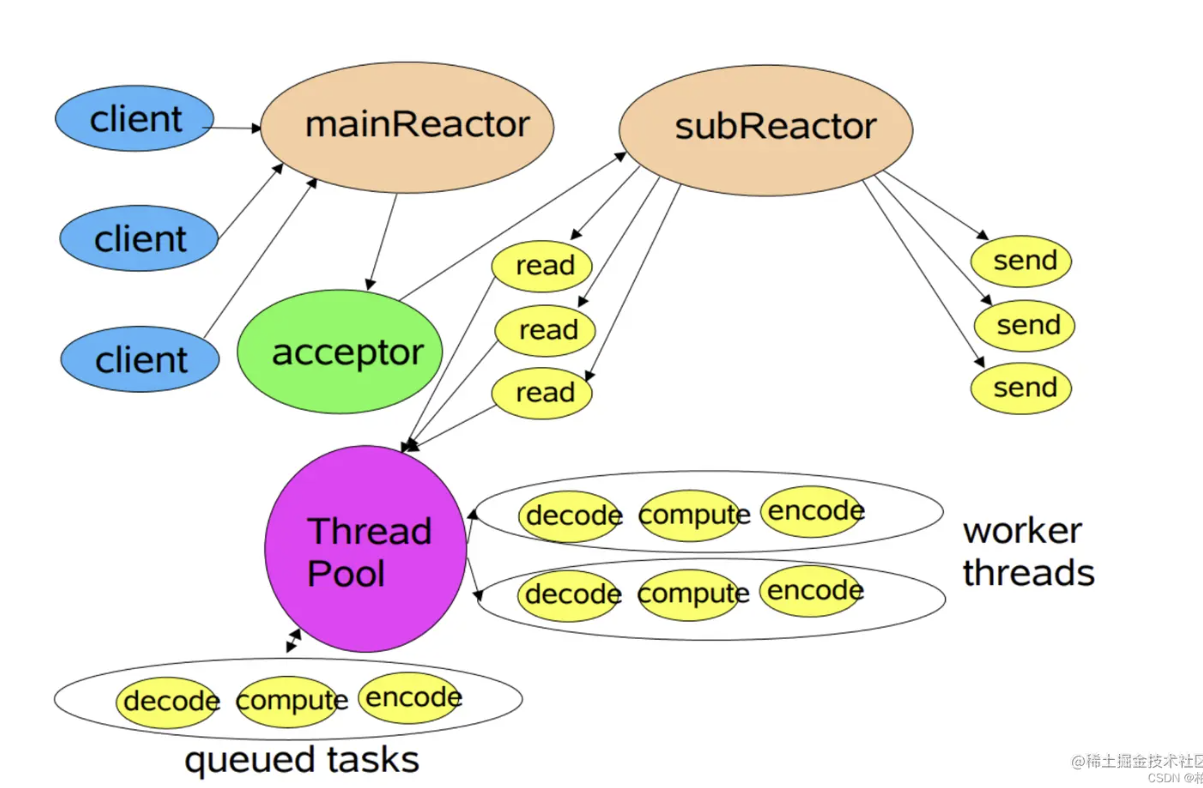 client
mainReactor
subReactor
client
client
acceptor
read
read
read
send
send
send
Thread
Pool
decode compute encode
decode compute encode
worker
threads
decode compute encode
queued tasks
@稀土掘金技术社区
CSDN @